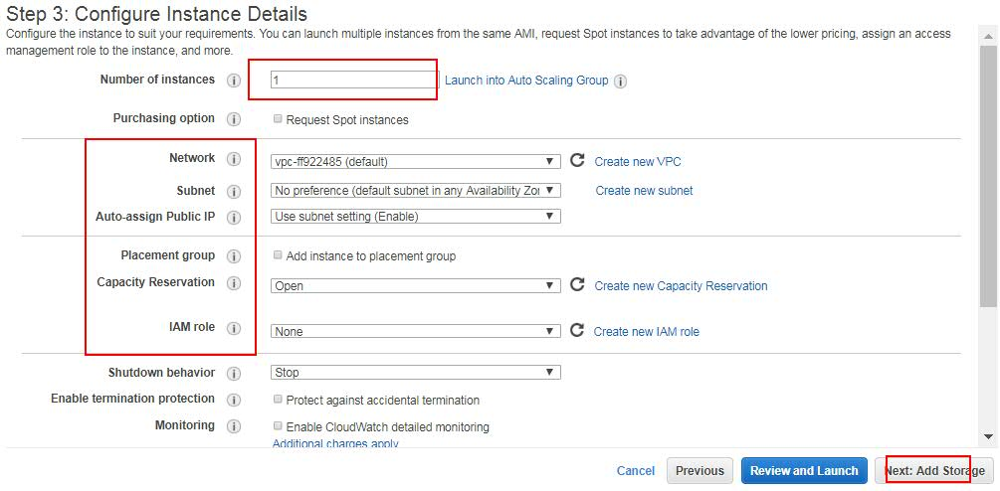 Step 3: Configure Instance Details
Configure the instance to suit your requirements. You can launch multiple instances from the same AMI, request Spot instances to take advantage of the lower pricing, assign an access
management role to the instance, and more.
Number of instances 1 Launch into Auto Scaling Group
Purchasing option Request Spot instances
Network vpc-ff922485 (default) Create new VPC
Subnet No preference (default subnet in any Availability Zor Create new subnet
Auto-assign Public IP Use subnet setting (Enable)
Placement group Add instance to placement group
Capacity Reservation Open Create new Capacity Reservation
IAM role None Create new IAM role
Shutdown behavior Stop
Enable termination protection Protect against accidental termination
Monitoring Enable CloudWatch detailed monitoring
Additional charges apply
Cancel Previous Review and Launch Next: Add Storage